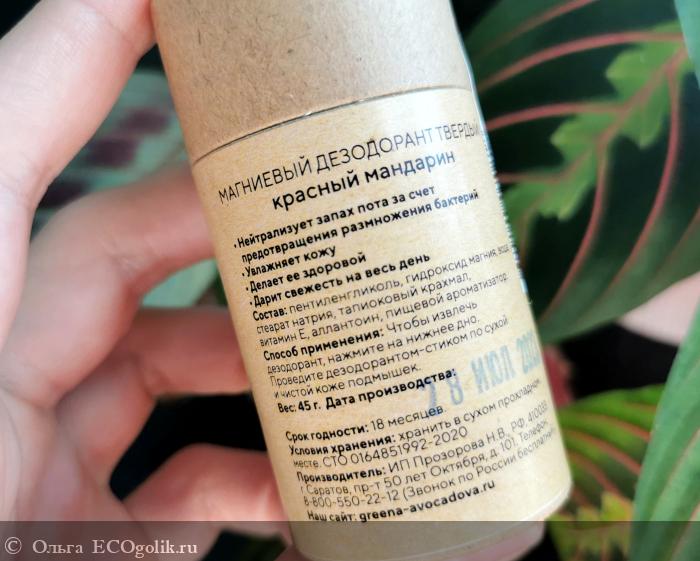 МАГНИЕВЫЙ ДЕЗОДОРАНТ ТВЕРДЫЙ
красный мандарин
• Нейтрализует запах пота за счет
предотвращения размножения бактерий
• Увлажняет кожу
• Делает ее здоровой
• Дарит свежесть на весь день
Состав: пентиленгликоль, гидроксид магния, вода,
стеарат натрия, тапиоковый крахмал,
витамин Е, аллантоин, пищевой ароматизатор
Способ применения: Чтобы извлечь
дезодорант, нажмите на нижнее дно.
Проведите дезодорантом-стиком по сухой
и чистой коже подмышек.
Вес: 45 г. Дата производства:
28 ИЮЛ
Срок годности: 18 месяцев.
Условия хранения: хранить в сухом прохладном
месте. СТО 0164851992-2020
Производитель: ИП Прозорова Н.В., РФ, 410033
г. Саратов, пр-т 50 лет Октября, д. 101. Телефон
8-800-550-22-12 (Звонок по России бесплатный)
Наш сайт: greena-avocadova.ru
© Ольга ECOgolik.ru